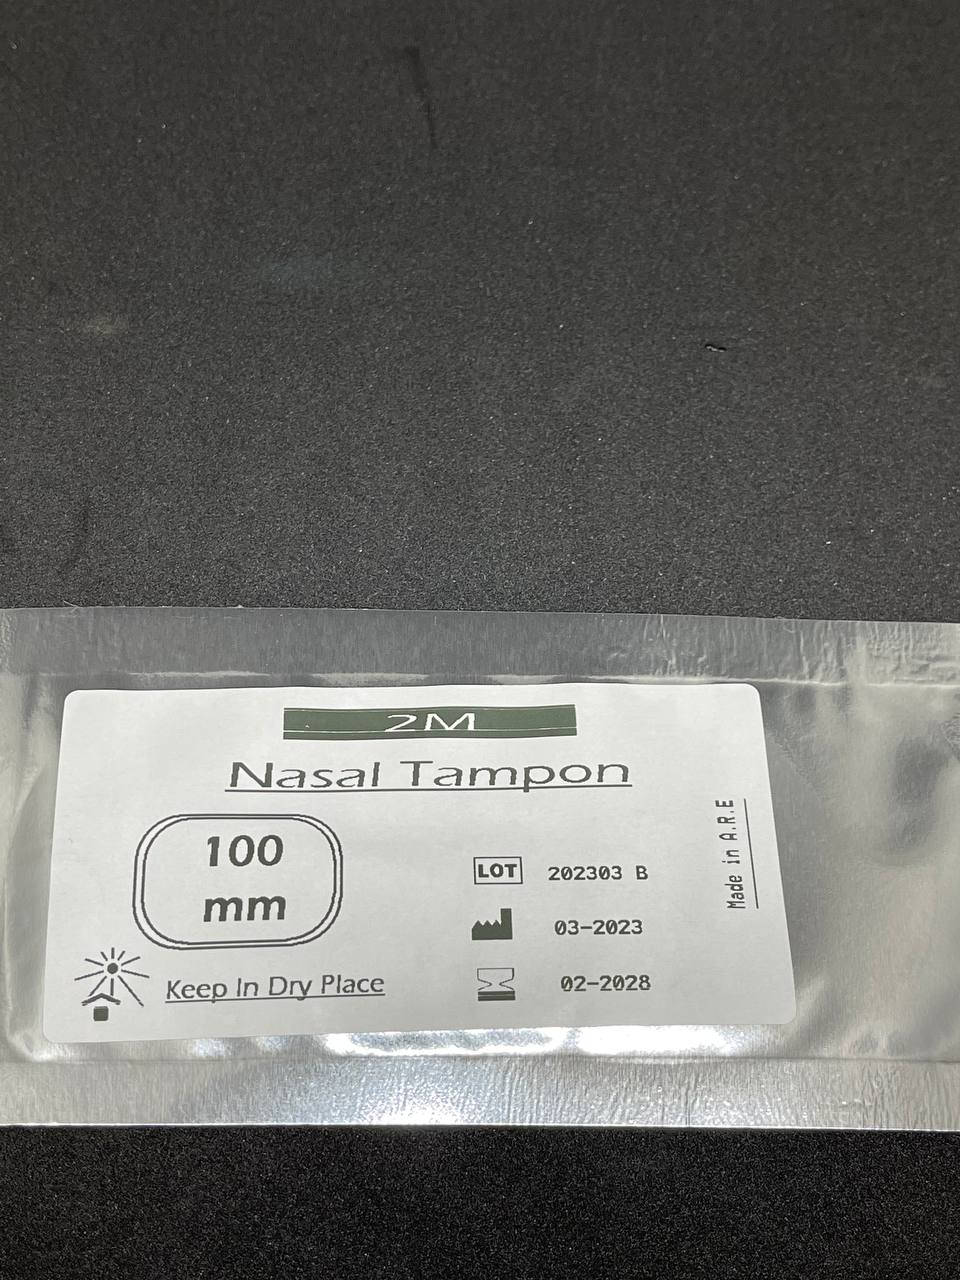 2M
Nasal Tampon
100
mm
LOT 202303 B
03-2023
02-2028
Keep In Dry Place
Made in A.R.E